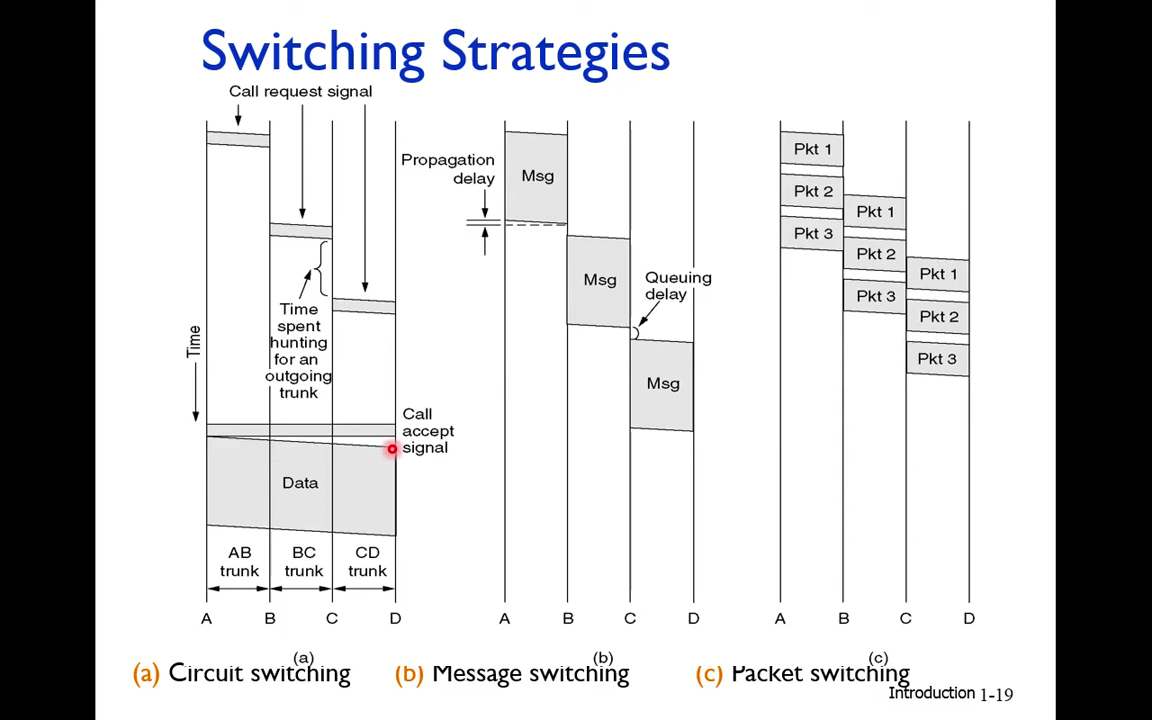 Switching Strategies
Call request signal
Time
spent
hunting
for an
outgoing
trunk
Time
Call
accept
signal
Data
AB
trunk
BC
trunk
CD
trunk
A
B
C
D
(a)
Propagation
delay
Msg
Msg
Queuing
delay
Msg
A
B
C
D
(b)
Pkt 1
Pkt 2
Pkt 3
Pkt 1
Pkt 2
Pkt 3
Pkt 1
Pkt 2
Pkt 3
A
B
C
D
(c)
(a) Circuit switching
(b) Message switching
(c) Packet switching
Introduction 1-19